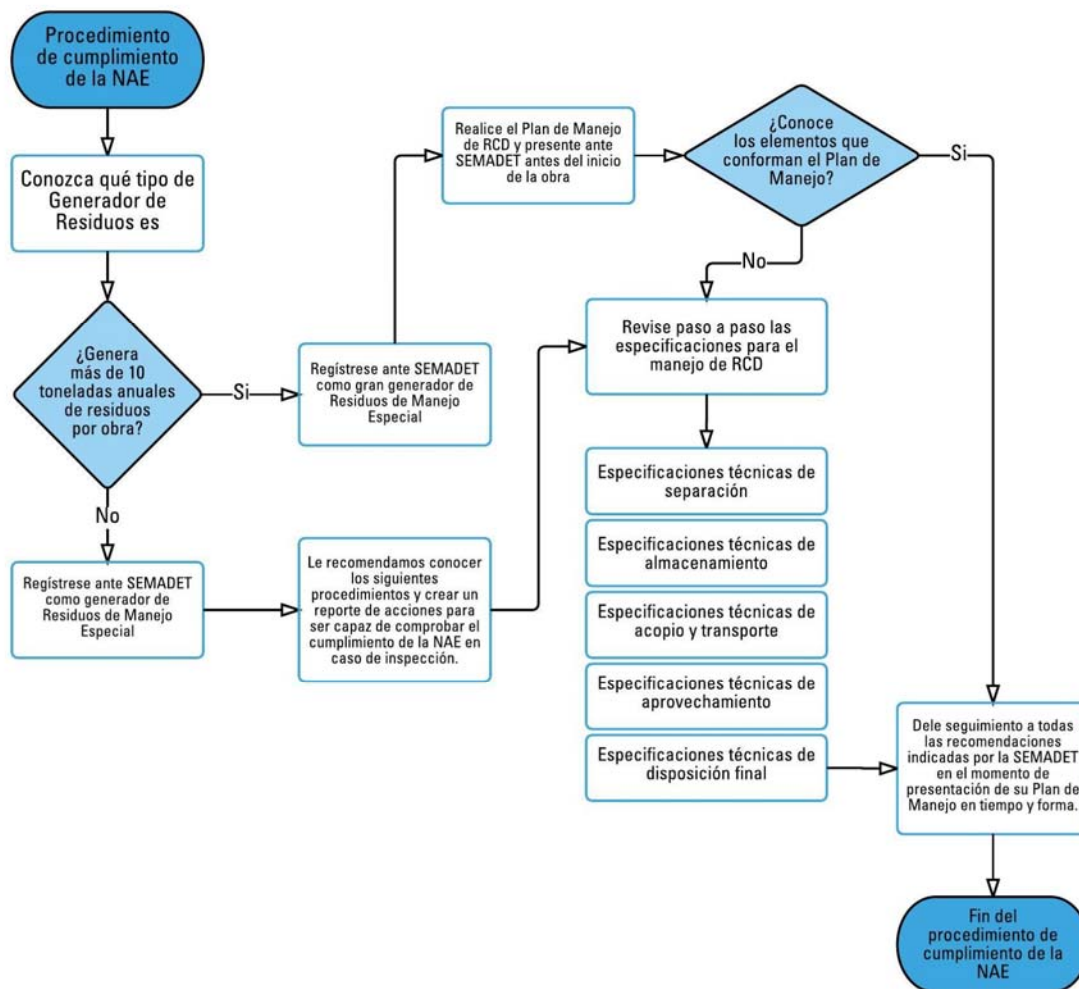 Procedimiento
de cumplimiento
de la NAE
Conozca qué tipo de
Generador de
Residuos es
¿Genera
más de 10
toneladas anuales
de residuos
por obra?
Si
No
Regístrese ante SEMADET
como generador de
Residuos de Manejo
Especial
Regístrese ante SEMADET
como gran generador de
Residuos de Manejo
Especial
Le recomendamos conocer
los siguientes
procedimientos y crear un
reporte de acciones para
ser capaz de comprobar el
cumplimiento de la NAE en
caso de inspección.
Realice el Plan de Manejo
de RCD y presente ante
SEMADET antes del inicio
de la obra
¿Conoce
los elementos que
conforman el Plan de
Manejo?
Si
No
Revise paso a paso las
especificaciones para el
manejo de RCD
Especificaciones técnicas de
separación
Especificaciones técnicas de
almacenamiento
Especificaciones técnicas de
acopio y transporte
Especificaciones técnicas de
aprovechamiento
Especificaciones técnicas de
disposición final
Dele seguimiento a todas
las recomendaciones
indicadas por la SEMADET
en el momento de
presentación de su Plan de
Manejo en tiempo y forma.
Fin del
procedimiento de
cumplimiento de la
NAE